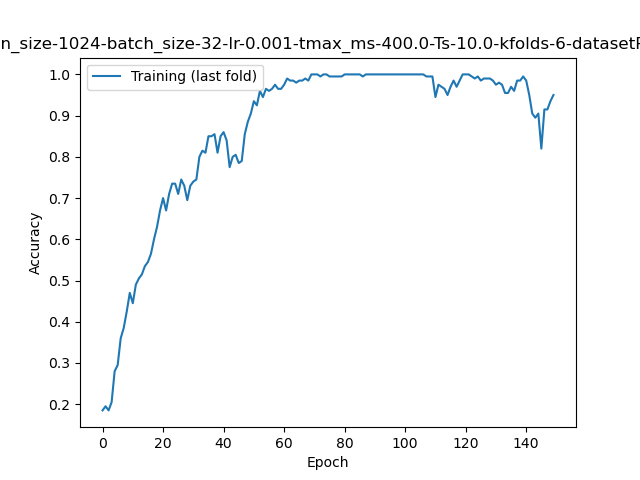 n_size-1024-batch_size-32-lr-0.001-tmax_ms-400.0-Ts-10.0-kfolds-6-dataset
Training (last fold)
1.0
0.9
0.8
0.7
0.6
0.5
0.4
0.3
0.2
Accuracy
0 20 40 60 80 100 120 140
Epoch